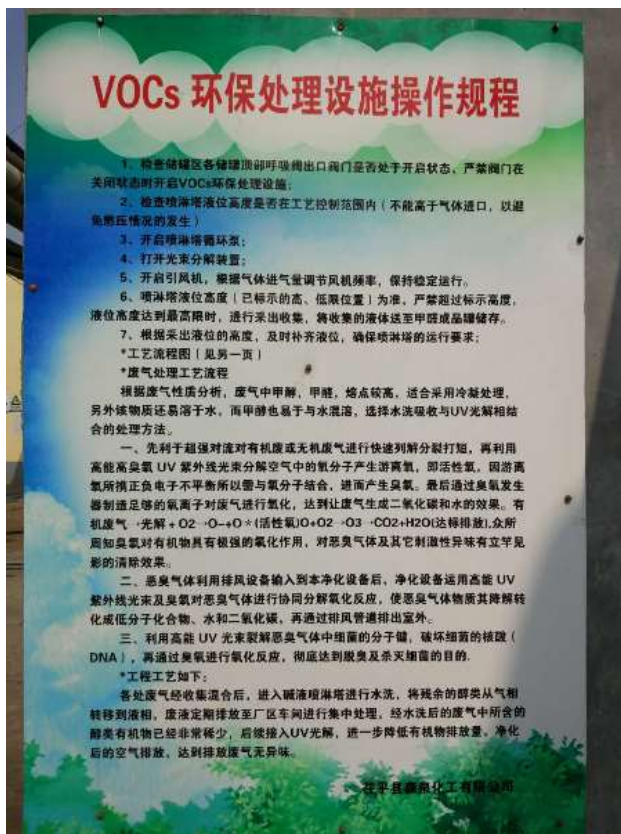 VOCs 环保处理设施操作规程
1、检查储罐区各储罐顶部呼吸阀出口阀门是否处于开启状态、严禁阀门在
关闭状态时开启VOCs环保处理设施；
2、检查喷淋塔液位高度是否在工艺控制范围内（不能高于气体进口，以避
免憋压情况的发生）
3、开启喷淋塔循环泵；
4、打开光束分解装置；
5、开启引风机，根据气体进气量调节风机频率，保持稳定运行。
6、喷淋塔液位高度（已标示的高、低限位置）为准，严禁超过标示高度，
液位高度达到最高限时，进行采出收集，将收集的液体送至甲醛成品罐储存。
7、根据采出液位的高度，及时补齐液位，确保喷淋塔的运行要求；
*工艺流程图（见另一页）
*废气处理工艺流程
根据废气性质分析，废气中甲醇，甲醛，熔点较高，适合采用冷凝处理，
另外该物质还易溶于水，而甲醇也易于与水混溶，选择水洗吸收与UV光解相结
合的处理方法。
一、先利于超强对流对有机废或无机废气进行快速列解分裂打短，再利用
高能高臭氧 UV 紫外线光束分解空气中的氧分子产生游离氧，即活性氧，因游离
氧所携正负电子不平衡所以需与氧分子结合，进而产生臭氧。最后通过臭氧发生
器制造足够的氧离子对废气进行氧化，达到让废气生成二氧化碳和水的效果。有
机废气→光解+O2→O-+O*(活性氧)O+O2→O3→CO2+H2O(达标排放),众所
周知臭氧对有机物具有极强的氧化作用，对恶臭气体及其它刺激性异味有立竿见
影的清除效果。
二、恶臭气体利用排风设备输入到本净化设备后，净化设备运用高能 UV
紫外线光束及臭氧对恶臭气体进行协同分解氧化反应，使恶臭气体物质其降解转
化成低分子化合物、水和二氧化碳，再通过排风管道排出室外。
三、利用高能 UV 光束裂解恶臭气体中细菌的分子键，破坏细菌的核酸（
DNA），再通过臭氧进行氧化反应，彻底达到脱臭及杀灭细菌的目的.
*工程工艺如下：
各处废气经收集混合后，进入碱液喷淋塔进行水洗，将残余的醇类从气相
转移到液相，废液定期排放至厂区车间进行集中处理，经水洗后的废气中所含的
醇类有机物已经非常稀少，后续接入UV光解，进一步降低有机物排放量。净化
后的空气排放，达到排放废气无异味。
茌平县鑫泉化工有限公司